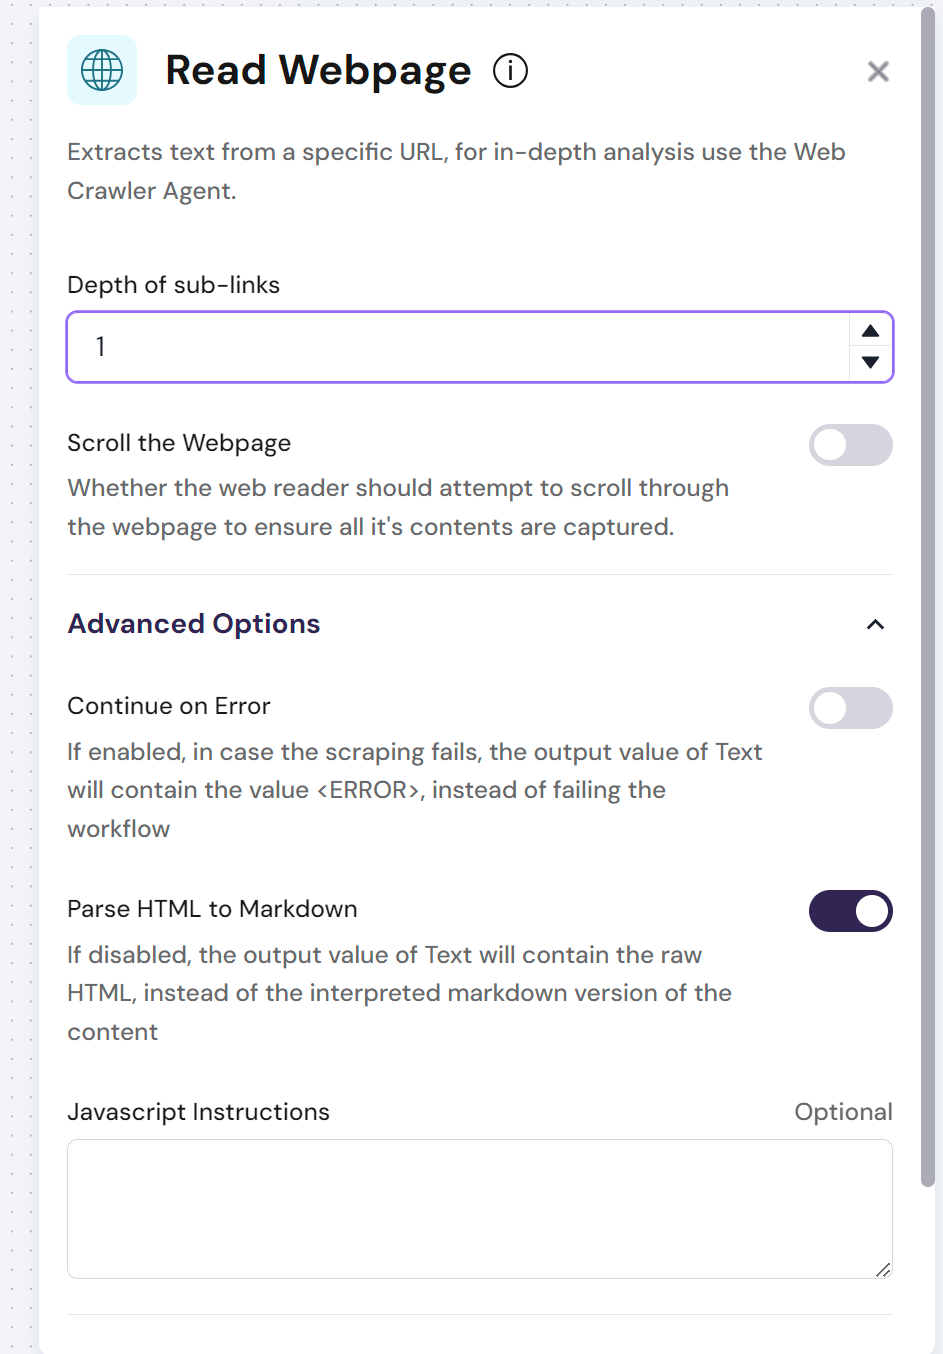 Read Webpage
Extracts text from a specific URL, for in-depth analysis use the Web
Crawler Agent.
Depth of sub-links
1
Scroll the Webpage
Whether the web reader should attempt to scroll through
the webpage to ensure all it's contents are captured.
Advanced Options
Continue on Error
If enabled, in case the scraping fails, the output value of Text
will contain the value <ERROR>, instead of failing the
workflow
Parse HTML to Markdown
If disabled, the output value of Text will contain the raw
HTML, instead of the interpreted markdown version of the
content
Javascript Instructions Optional